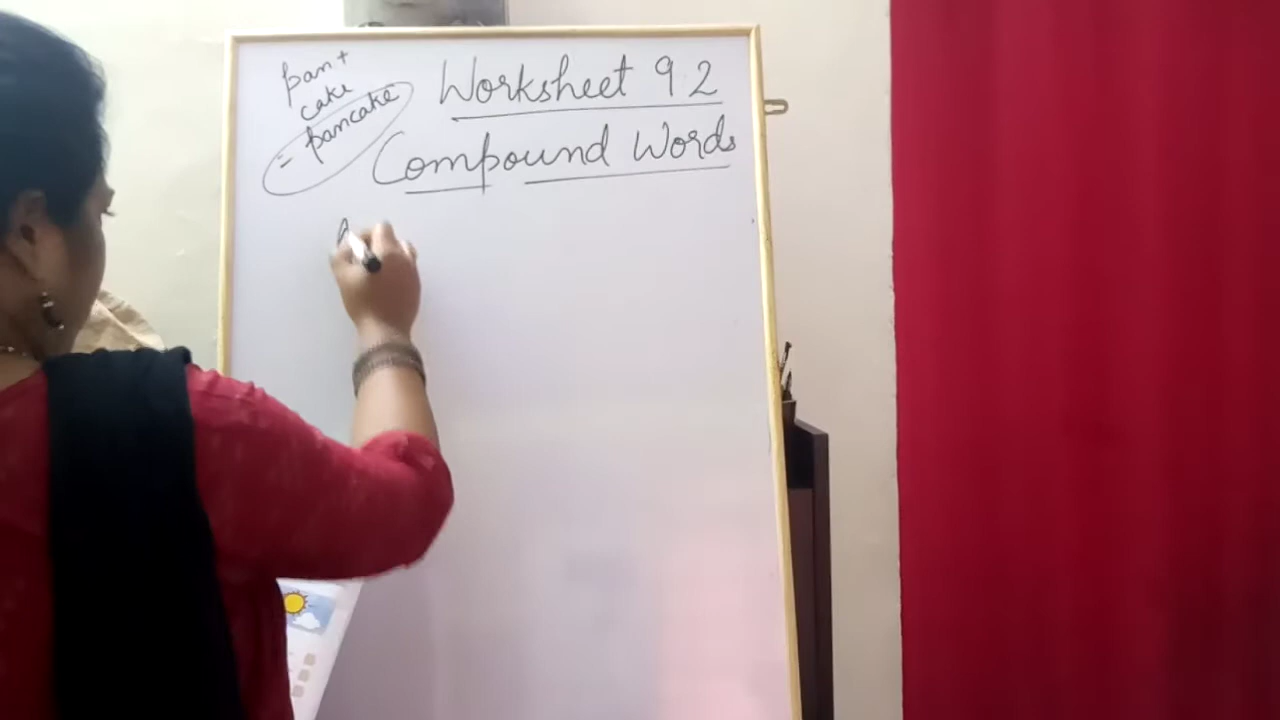 pan +
cake
= pancake
Worksheet 92
Compound Words